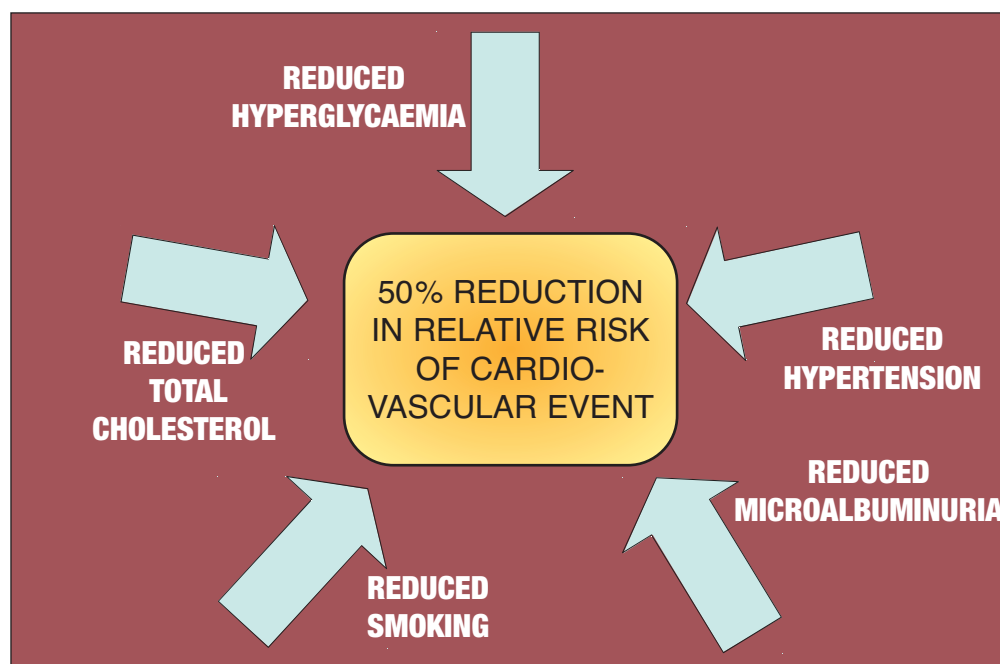 REDUCED
HYPERGLYCAEMIA
50% REDUCTION
IN RELATIVE RISK
OF CARDIO-
VASCULAR EVENT
REDUCED
TOTAL
CHOLESTEROL
REDUCED
HYPERTENSION
REDUCED
MICROALBUMINURIA
REDUCED
SMOKING